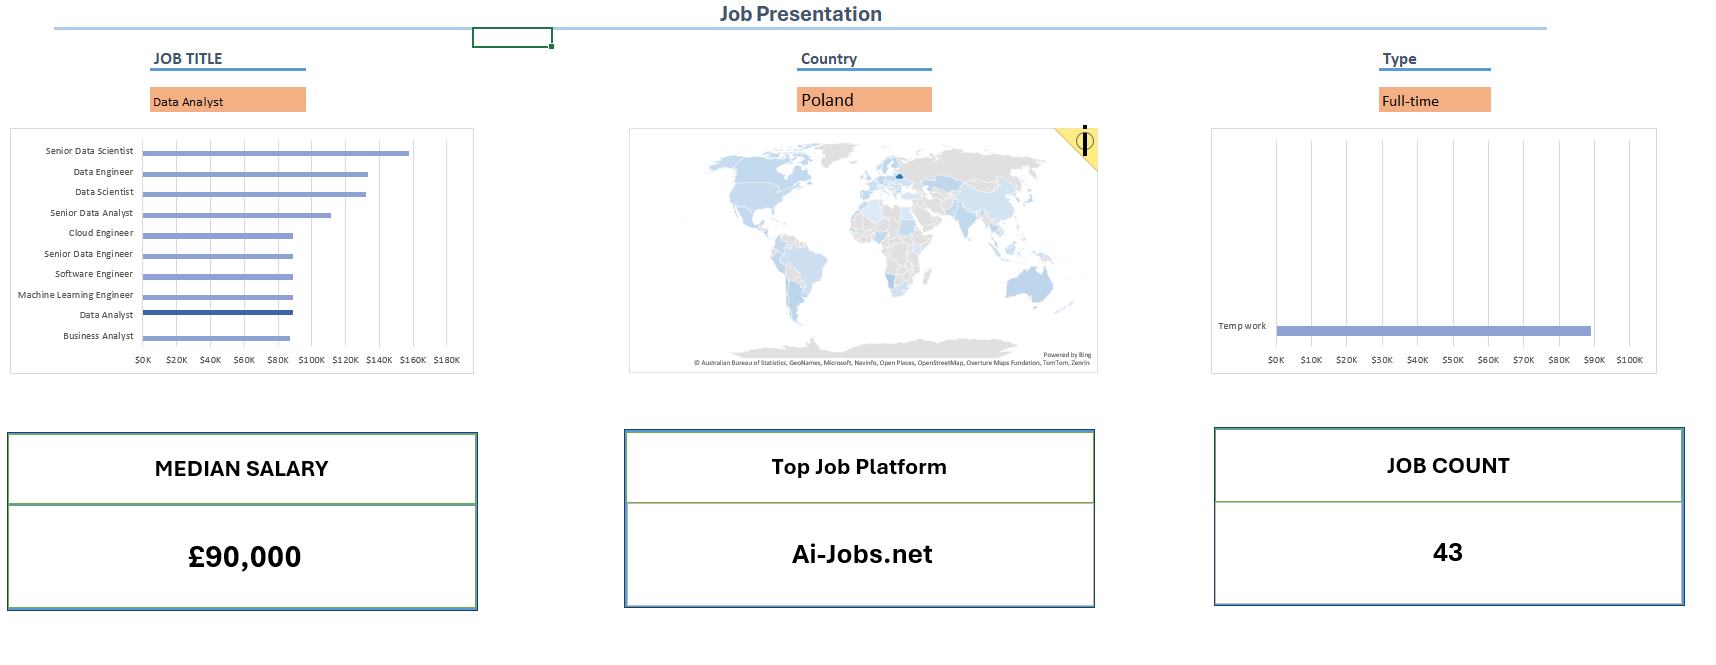 Job Presentation
JOB TITLE
Country
Type
Data Analyst
Poland
Full-time
Senior Data Scientist
Data Engineer
Data Scientist
Senior Data Analyst
Cloud Engineer
Senior Data Engineer
Software Engineer
Machine Learning Engineer
Data Analyst
Business Analyst
$0K $20K $40K $60K $80K $100K $120K $140K $160K $180K
i
Powered by Bing
© Australian Bureau of Statistics, GeoNames, Microsoft, Navinfo, Open Places, OpenStreetMap, Overture Maps Fundation, TomTom, Zenrin
Temp work
$0K $10K $20K $30K $40K $50K $60K $70K $80K $90K $100K
MEDIAN SALARY
£90,000
Top Job Platform
Ai-Jobs.net
JOB COUNT
43